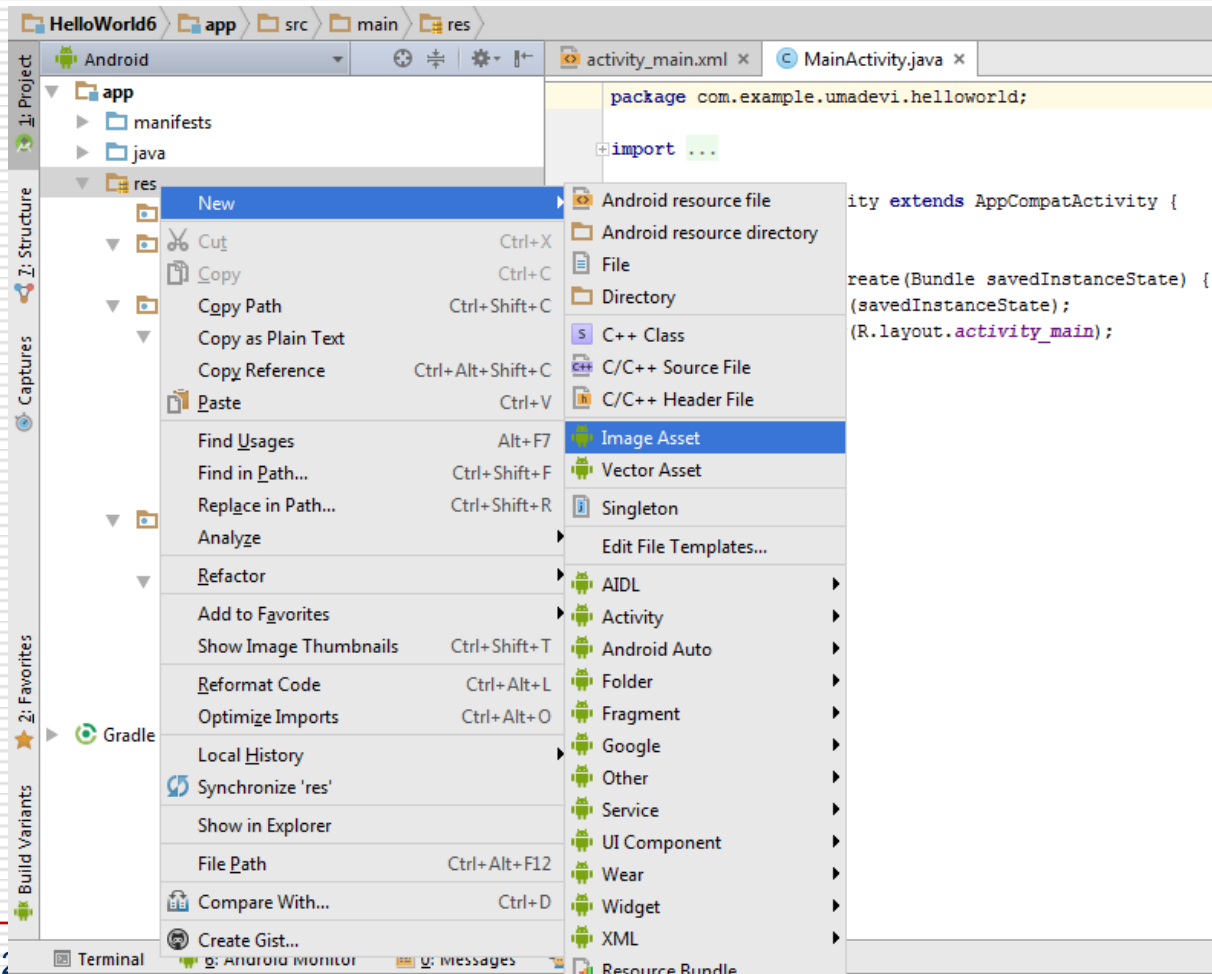 HelloWorld6 app src main res
1: Project
7: Structure
Captures
2: Favorites
Build Variants
Android
app
manifests
java
res
Gradle
activity_main.xml
MainActivity.java
package com.example.umadevi.helloworld;
import ...
ity extends AppCompatActivity {
reate(Bundle savedInstanceState) {
(savedInstanceState);
(R.layout.activity_main);
New
Cut Ctrl+X
Copy Ctrl+C
Copy Path Ctrl+Shift+C
Copy as Plain Text
Copy Reference Ctrl+Alt+Shift+C
Paste Ctrl+V
Find Usages Alt+F7
Find in Path... Ctrl+Shift+F
Replace in Path... Ctrl+Shift+R
Analyze
Refactor
Add to Favorites
Show Image Thumbnails Ctrl+Shift+T
Reformat Code Ctrl+Alt+L
Optimize Imports Ctrl+Alt+O
Local History
Synchronize 'res'
Show in Explorer
File Path Ctrl+Alt+F12
Compare With... Ctrl+D
Create Gist...
Android resource file
Android resource directory
File
Directory
C++ Class
C/C++ Source File
C/C++ Header File
Image Asset
Vector Asset
Singleton
Edit File Templates...
AIDL
Activity
Android Auto
Folder
Fragment
Google
Other
Service
UI Component
Wear
Widget
XML
Resource Bundle
Terminal 6: Android Monitor 0: Messages